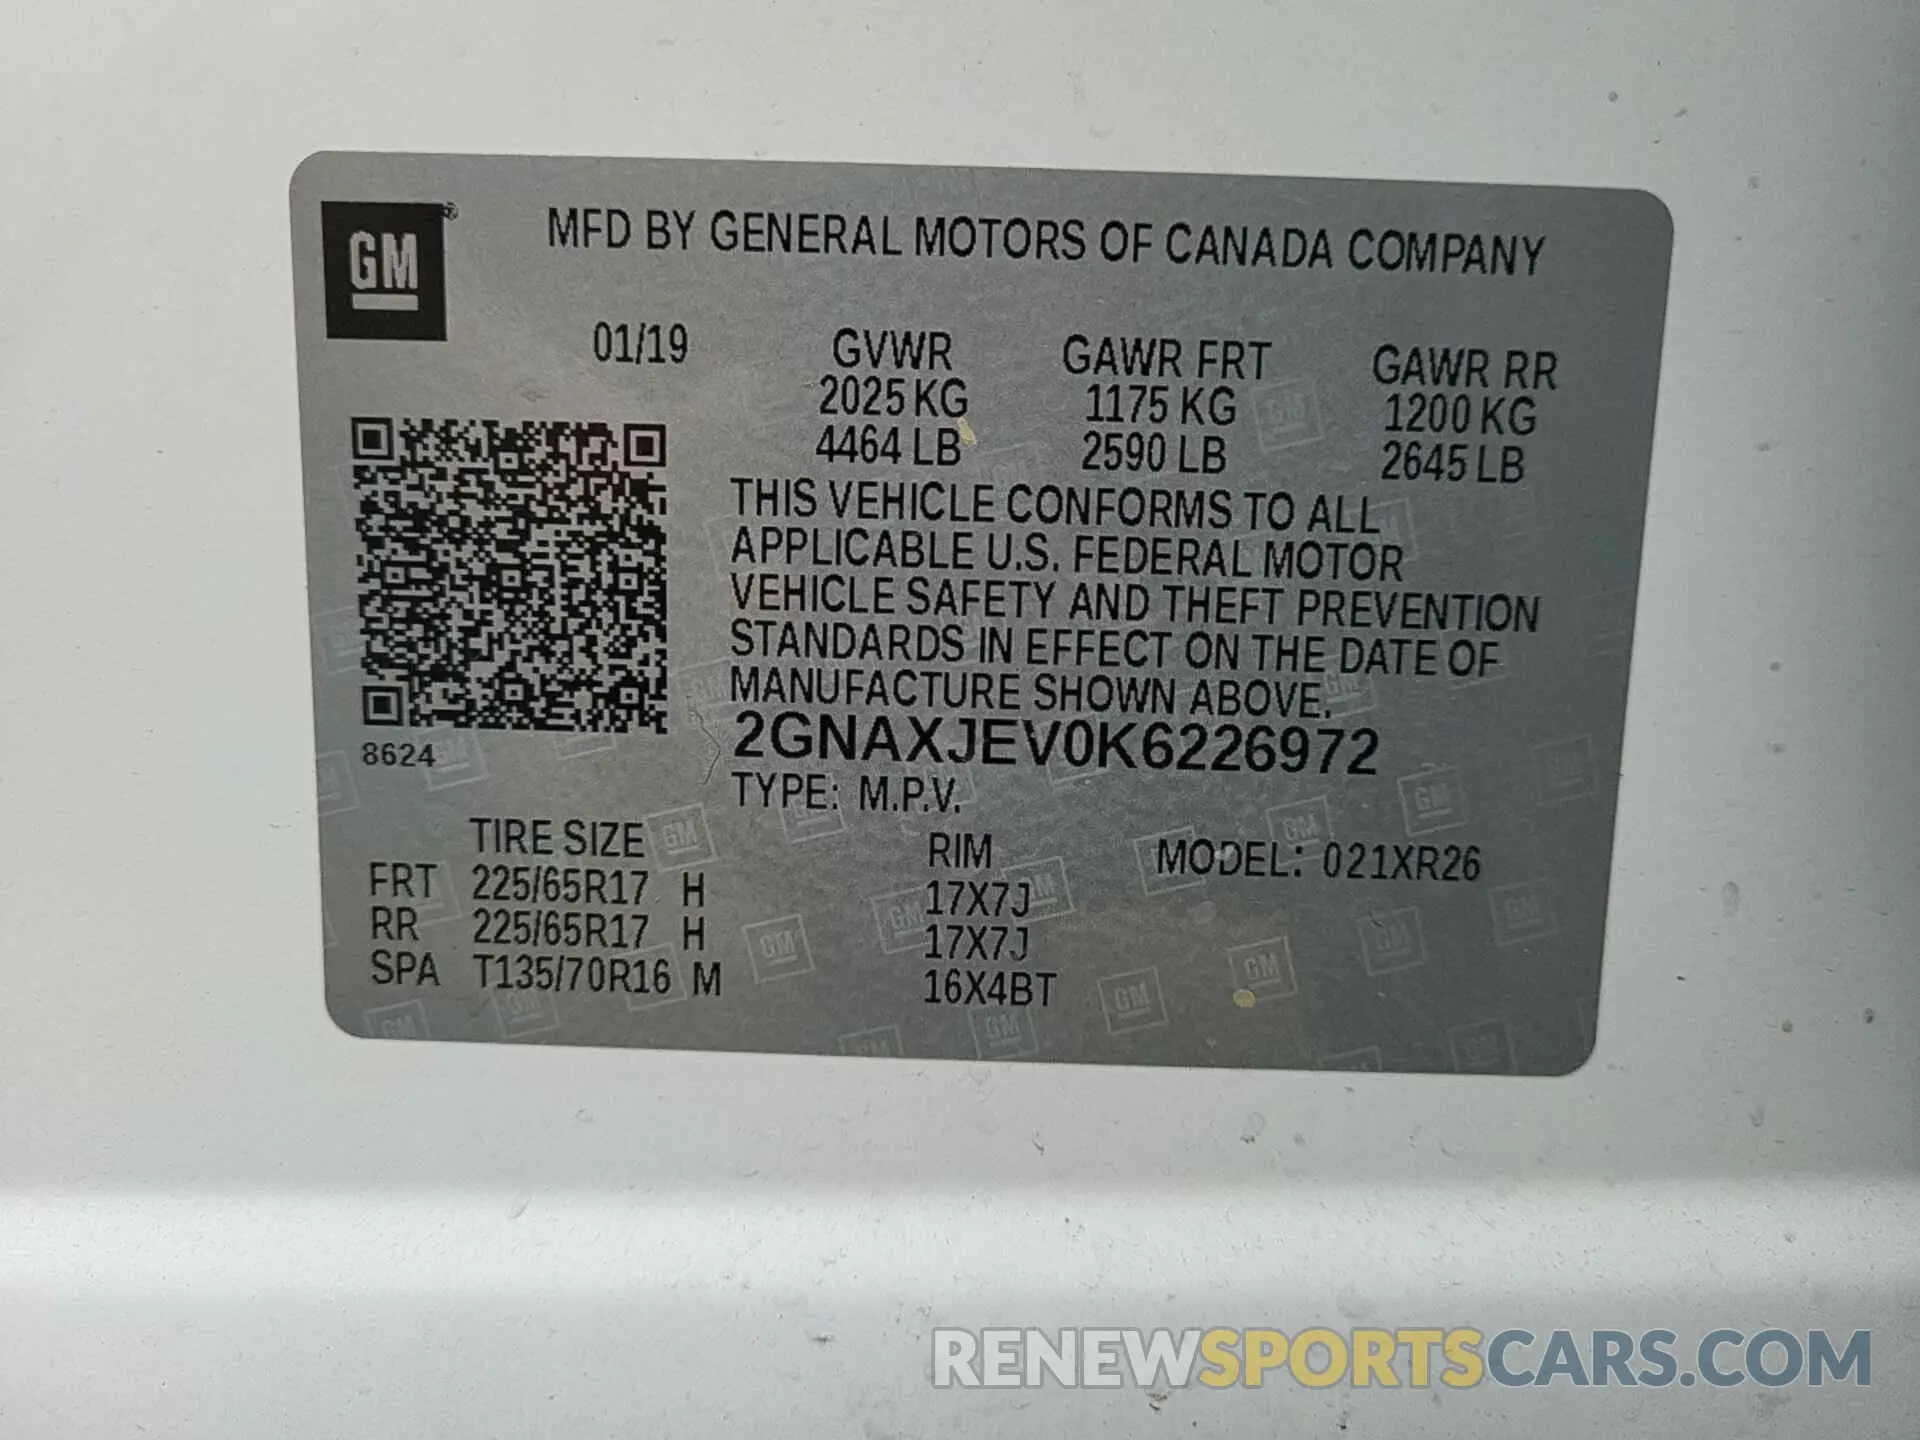 GM®
MFD BY GENERAL MOTORS OF CANADA COMPANY
01/19 GVWR GAWR FRT GAWR RR
2025 KG 1175 KG 1200 KG
4464 LB 2590 LB 2645 LB
THIS VEHICLE CONFORMS TO ALL
APPLICABLE U.S. FEDERAL MOTOR
VEHICLE SAFETY AND THEFT PREVENTION
STANDARDS IN EFFECT ON THE DATE OF
MANUFACTURE SHOWN ABOVE.
2GNAXJEV0K6226972
8624
TYPE: M.P.V.
TIRE SIZE RIM MODEL: 021XR26
FRT 225/65R17 H 17X7J
RR 225/65R17 H 17X7J
SPA T135/70R16 M 16X4BT
RENEWSPORTSCARS.COM